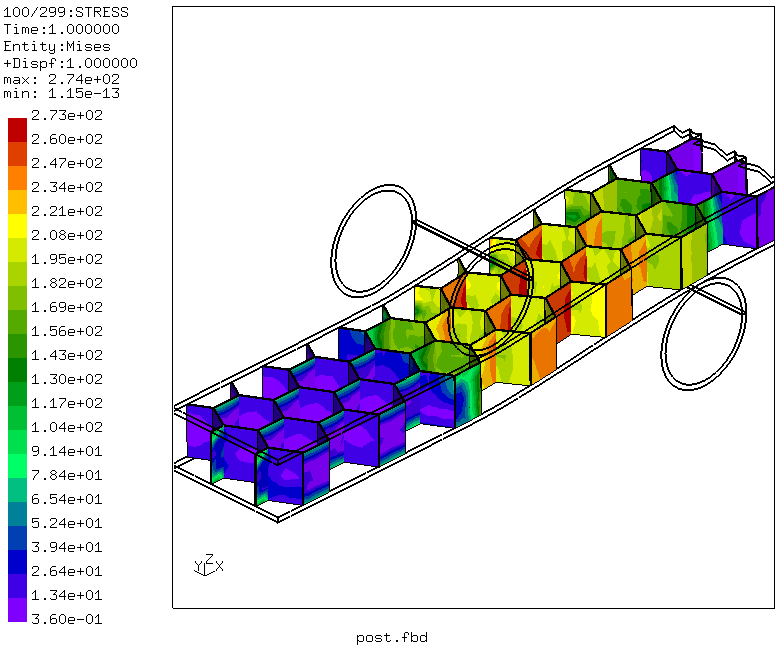 100/299:STRESS
Time:1.000000
Entity:Mises
+Dispf:1.000000
max: 2.74e+02
min: 1.15e-13
2.73e+02
2.60e+02
2.47e+02
2.34e+02
2.21e+02
2.08e+02
1.95e+02
1.82e+02
1.69e+02
1.56e+02
1.43e+02
1.30e+02
1.17e+02
1.04e+02
9.14e+01
7.84e+01
6.54e+01
5.24e+01
3.94e+01
2.64e+01
1.34e+01
3.60e-01
Z
Y X
post.fbd